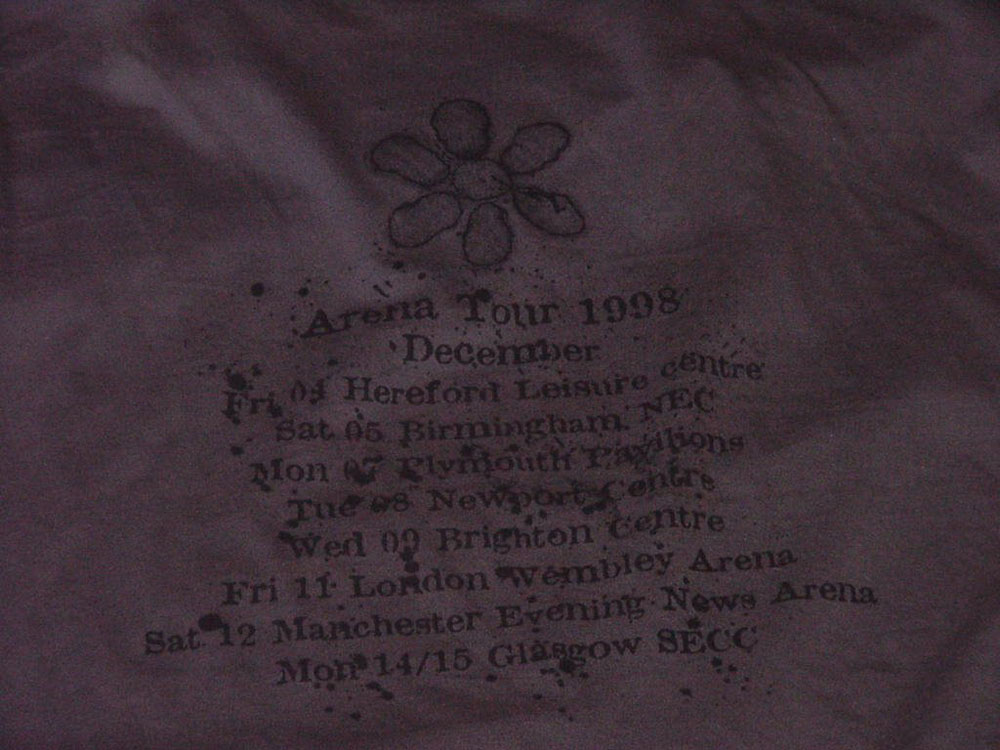 Arena Tour 1998
December
Fri 04 Hereford Leisure centre
Sat 05 Birmingham NEC
Mon 07 Plymouth Pavilions
Tue 08 Newport Centre
Wed 09 Brighton Centre
Fri 11 London Wembley Arena
Sat 12 Manchester Evening News Arena
Mon 14/15 Glasgow SECC